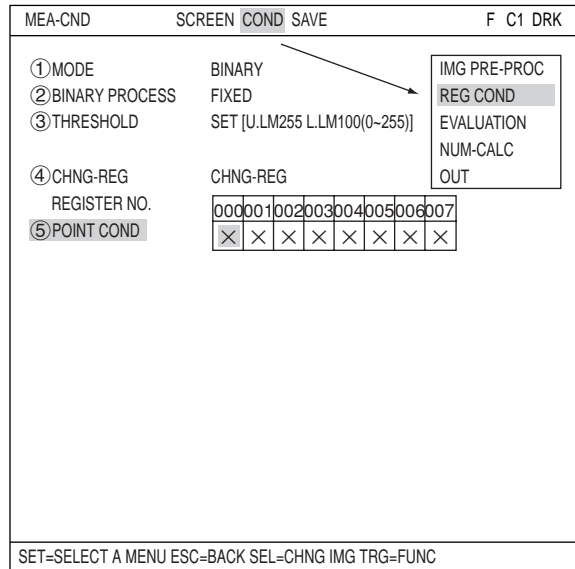 MEA-CND SCREEN COND SAVE F C1 DRK
①MODE BINARY
②BINARY PROCESS FIXED
③THRESHOLD SET [U.LM255 L.LM100(0~255)]
IMG PRE-PROC
REG COND
EVALUATION
NUM-CALC
OUT
④CHNG-REG CHNG-REG
REGISTER NO. 000 001 002 003 004 005 006 007
⑤POINT COND × × × × × × × ×
SET=SELECT A MENU ESC=BACK SEL=CHNG IMG TRG=FUNC